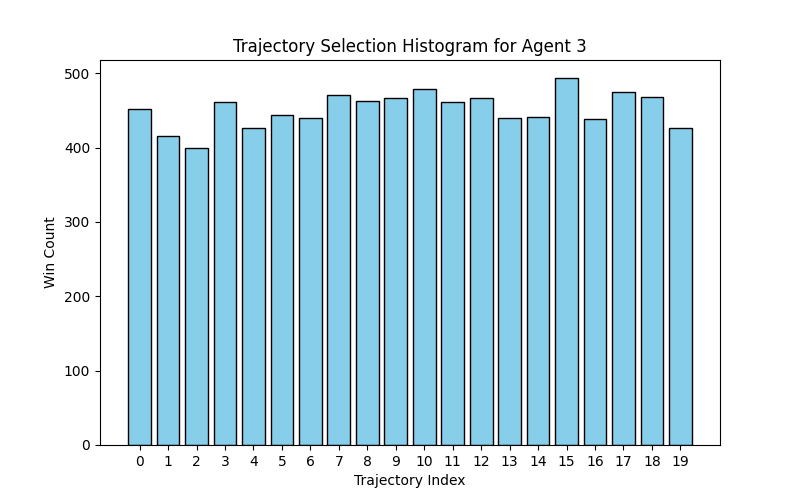 Trajectory Selection Histogram for Agent 3
500
400
300
200
100
0
Win Count
0 1 2 3 4 5 6 7 8 9 10 11 12 13 14 15 16 17 18 19
Trajectory Index